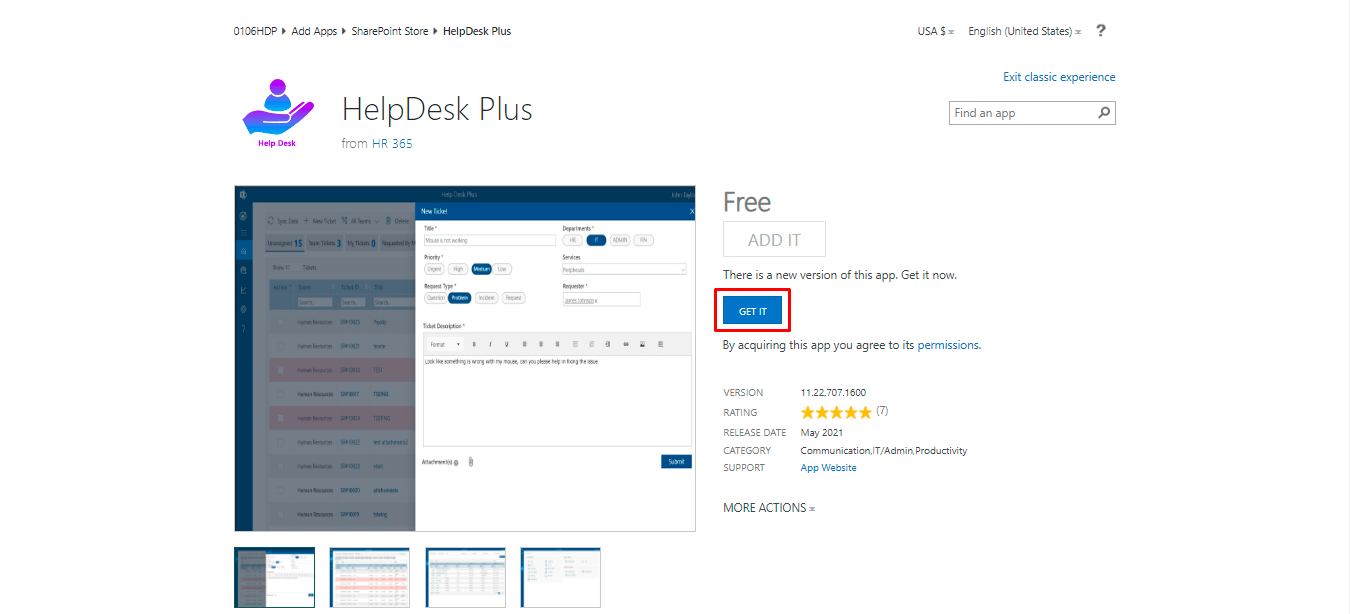 0106HDP ▸ Add Apps ▸ SharePoint Store ▸ HelpDesk Plus
USA $ English (United States) ?
Exit classic experience
Find an app
Help Desk
HelpDesk Plus
from HR 365
Help Desk Plus
Sync Data + New Ticket All Teams Delete
Unassigned 15 Team Tickets 3 My Tickets 0
New Ticket X
Title *
Mouse is not working
Departments *
HR IT ADMIN FIN
Priority *
Urgent High Medium Low
Services
Peripherals
Request Type *
Question Problem Incident Request
Requester *
James Johnson x
Ticket Description *
Format B I U
Look like something is wrong with my mouse, can you please help in fixing the issue
Attachment(s)
Submit
Show 17 Tickets
Human Resources
Human Resources
Human Resources TEST
Human Resources
Human Resources
Human Resources
Human Resources
Human Resources
Human Resources
Free
ADD IT
There is a new version of this app. Get it now.
GET IT
By acquiring this app you agree to its permissions.
VERSION 11.22.707.1600
RATING (7)
RELEASE DATE May 2021
CATEGORY Communication,IT/Admin,Productivity
SUPPORT App Website
MORE ACTIONS